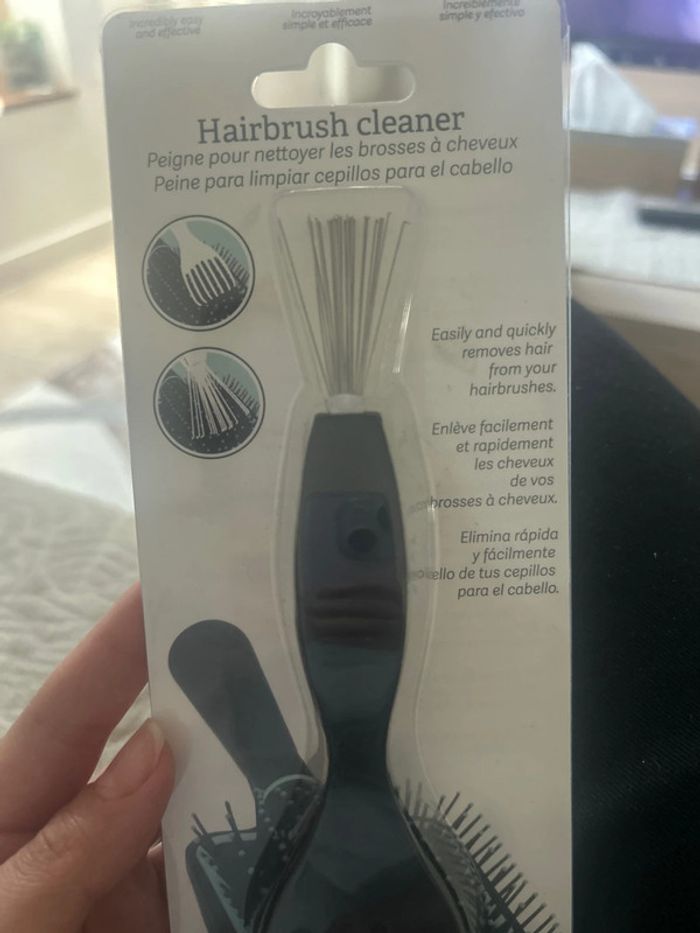 Incredibly easy
and effective
Incroyablement
simple et efficace
Increíblemente
simple y efectivo
Hairbrush cleaner
Peigne pour nettoyer les brosses à cheveux
Peine para limpiar cepillos para el cabello
Easily and quickly
removes hair
from your
hairbrushes.
Enlève facilement
et rapidement
les cheveux
de vos
brosses à cheveux.
Elimina rápida
y fácilmente
de tus cepillos
para el cabello.